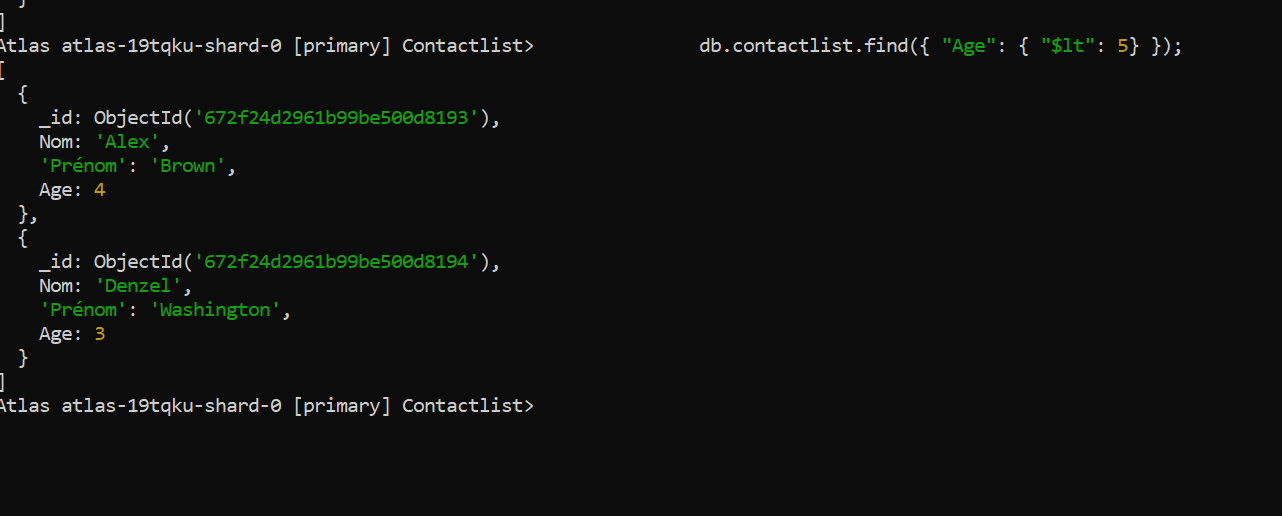 }
]
Atlas atlas-19tqku-shard-0 [primary] Contactlist> db.contactlist.find({ "Age": { "$lt": 5} });
[
{
_id: ObjectId('672f24d2961b99be500d8193'),
Nom: 'Alex',
'Prénom': 'Brown',
Age: 4
},
{
_id: ObjectId('672f24d2961b99be500d8194'),
Nom: 'Denzel',
'Prénom': 'Washington',
Age: 3
}
]
Atlas atlas-19tqku-shard-0 [primary] Contactlist>